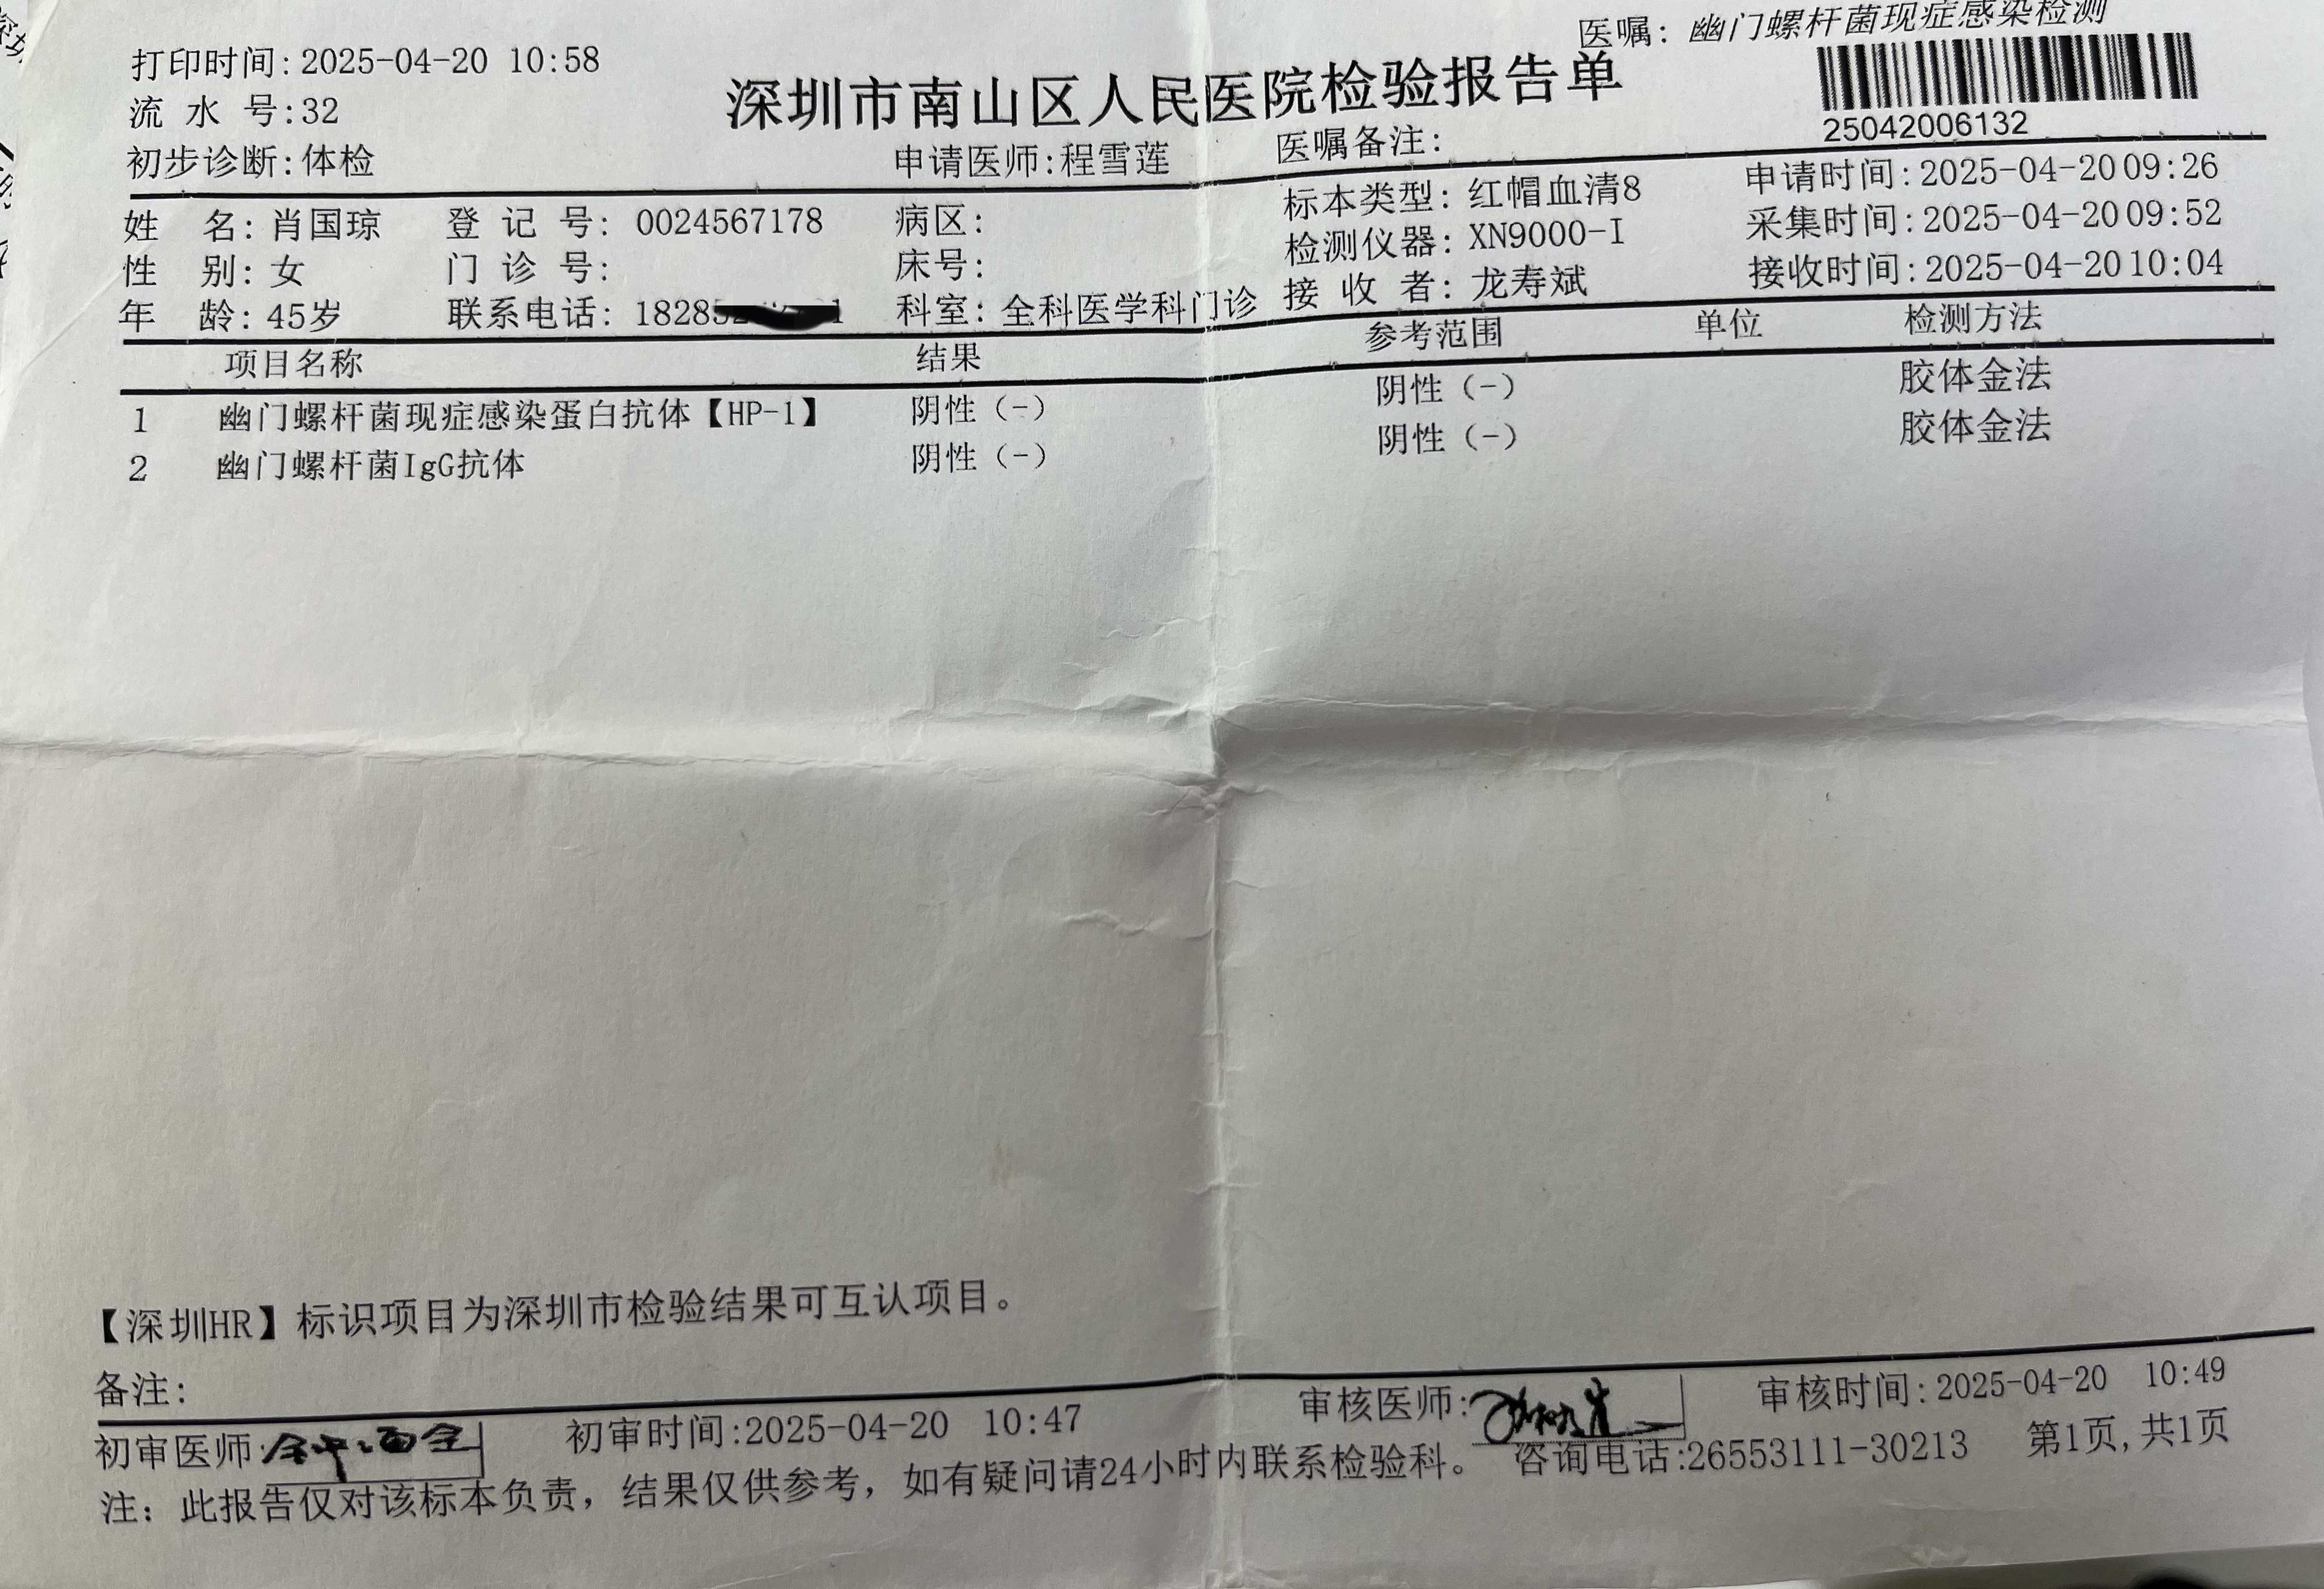 医嘱: 幽门螺杆菌现症感染检测
打印时间:2025-04-20 10:58
深圳市南山区人民医院检验报告单
流 水 号:32
25042006132
初步诊断:体检 申请医师:程雪莲 医嘱备注:
姓 名: 肖国琼 登 记 号: 0024567178 病区: 标本类型: 红帽血清8 申请时间:2025-04-20 09:26
性 别: 女 门 诊 号: 床号: 检测仪器: XN9000-I 采集时间:2025-04-20 09:52
年 龄: 45岁 联系电话: 18285 1 科室: 全科医学科门诊 接 收 者: 龙寿斌 接收时间:2025-04-20 10:04
项目名称 结果 参考范围 单位 检测方法
1 幽门螺杆菌现症感染蛋白抗体【HP-1】 阴性（-） 阴性（-） 胶体金法
2 幽门螺杆菌IgG抗体 阴性（-） 阴性（-） 胶体金法
【深圳HR】标识项目为深圳市检验结果可互认项目。
备注:
初审医师: 初审时间:2025-04-20 10:47 审核医师: 审核时间:2025-04-20 10:49
注: 此报告仅对该标本负责，结果仅供参考，如有疑问请24小时内联系检验科。 咨询电话:26553111-30213 第1页,共1页